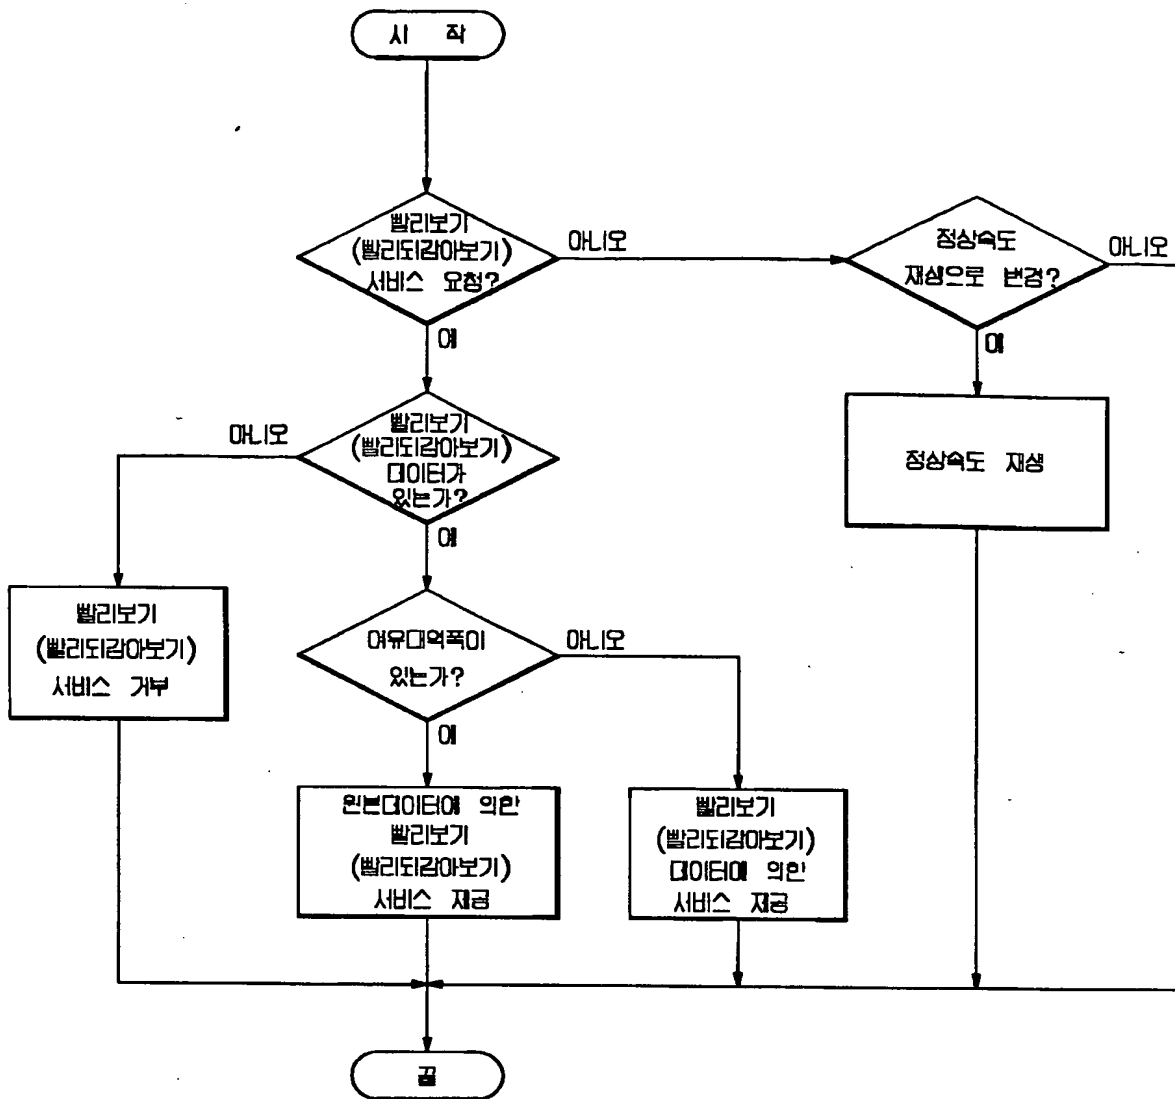 시 작
빨리보기
(빨리되감아보기)
서비스 요청?
아니오
정상속도
재생으로 변경?
아니오
예
예
빨리보기
(빨리되감아보기)
데이터가
있는가?
아니오
정상속도 재생
예
빨리보기
(빨리되감아보기)
서비스 거부
여유대역폭이
있는가?
아니오
예
원본데이터에 의한
빨리보기
(빨리되감아보기)
서비스 제공
빨리보기
(빨리되감아보기)
데이터에 의한
서비스 제공
끝